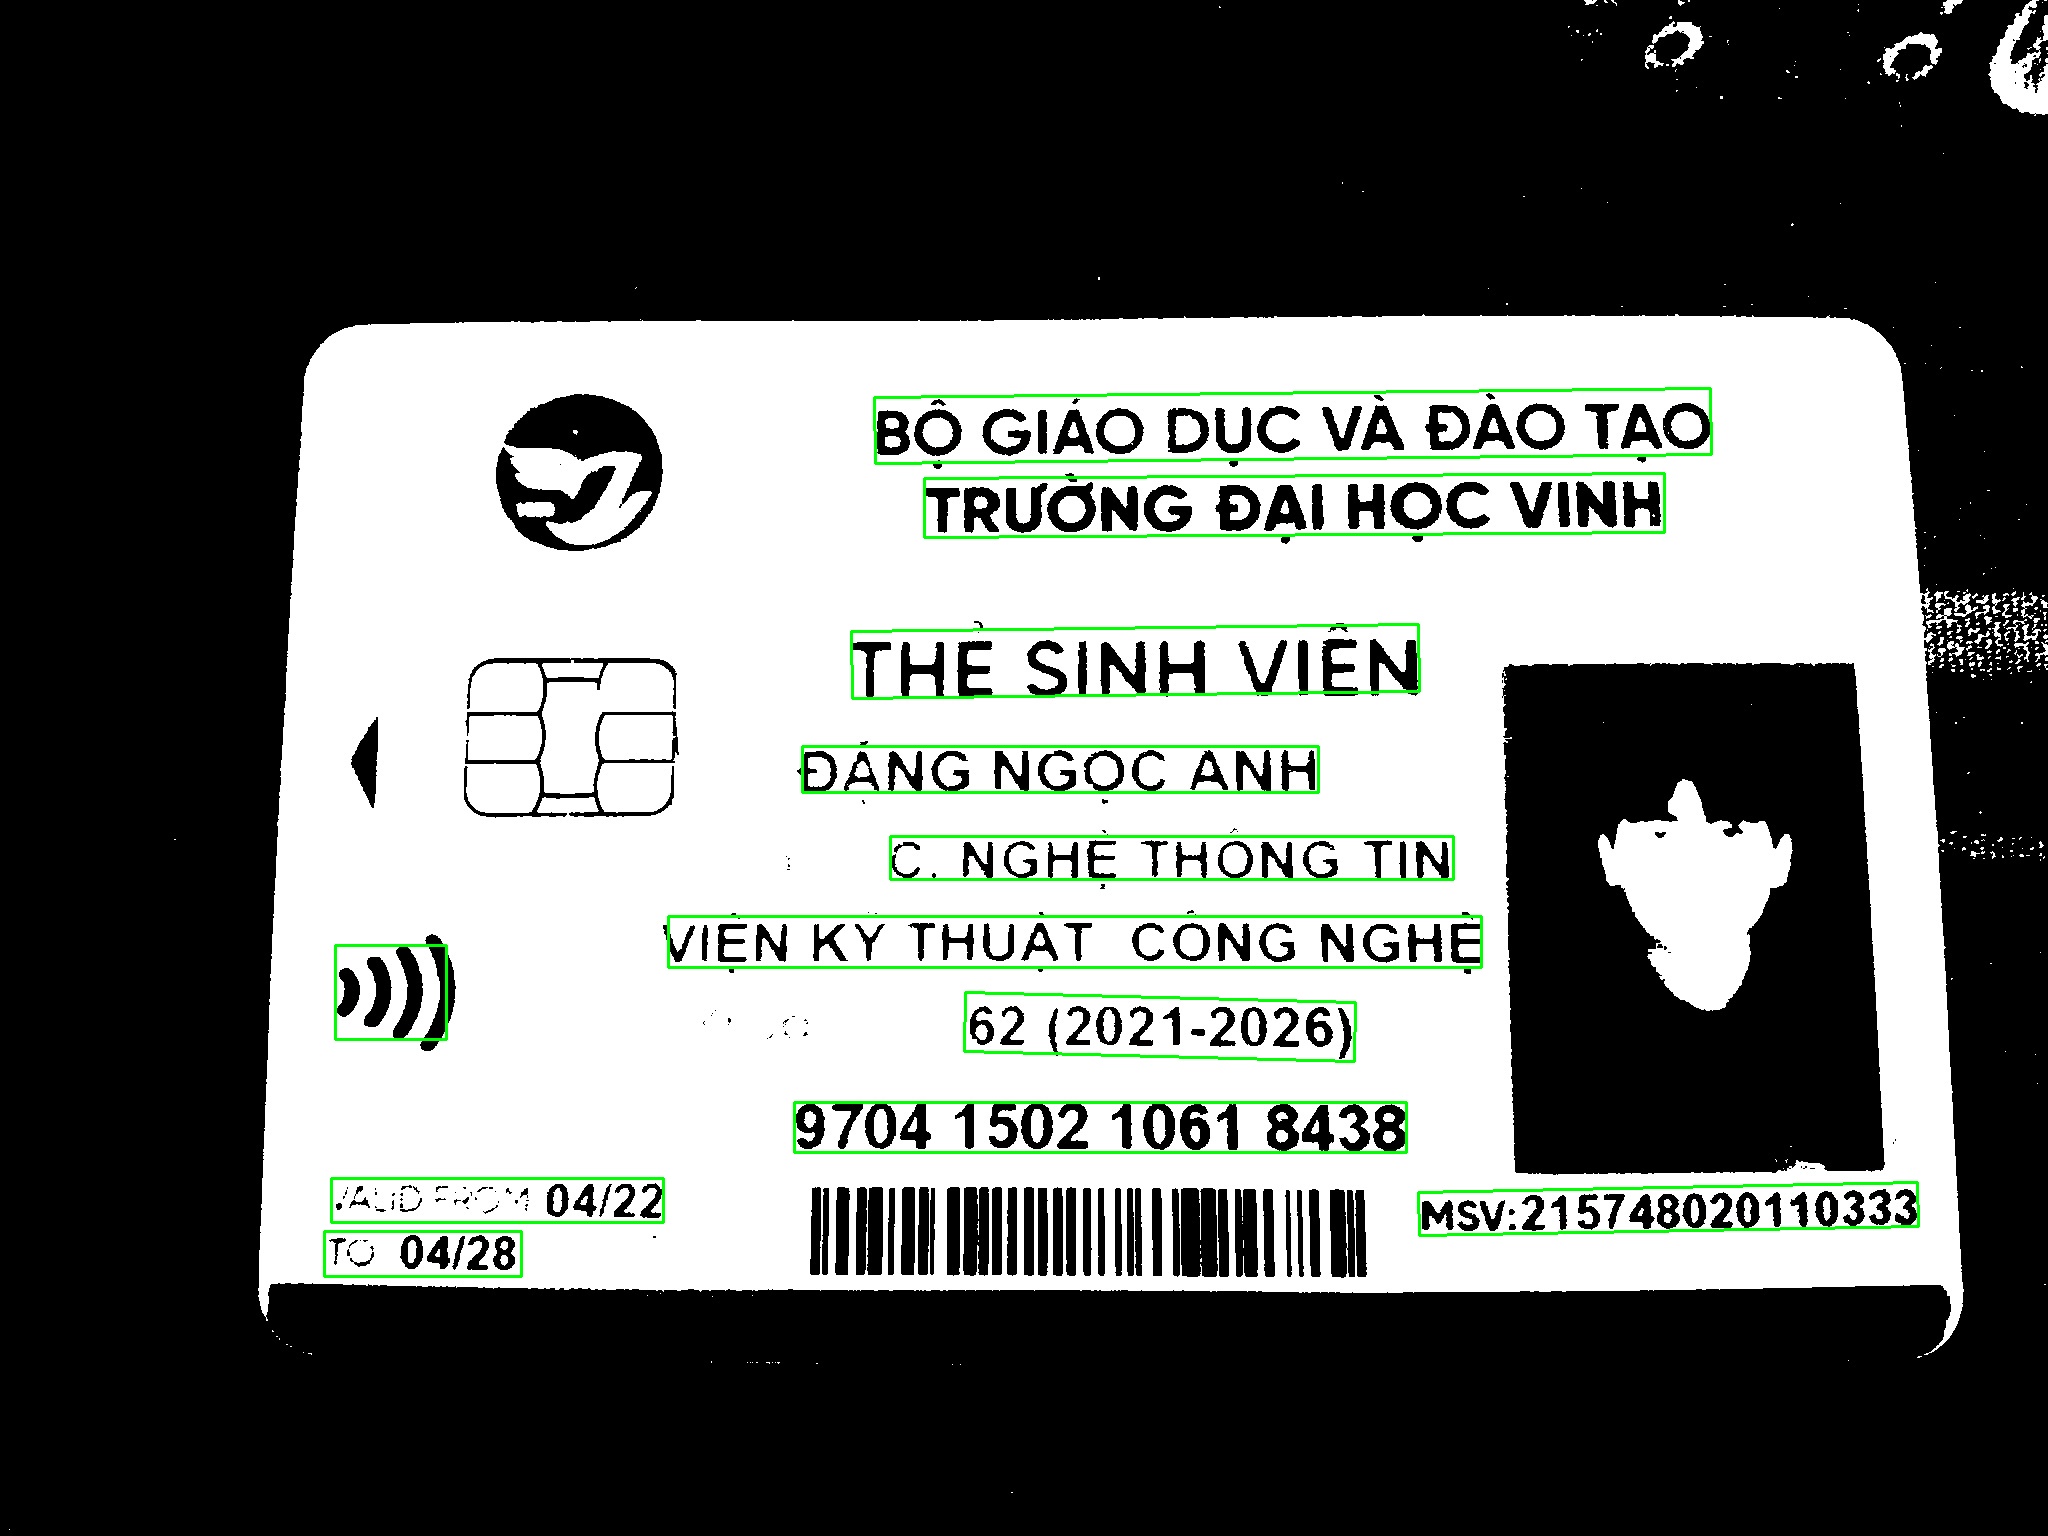 BỘ GIÁO DỤC VÀ ĐÀO TẠO
TRƯỜNG ĐẠI HỌC VINH
THẺ SINH VIÊN
ĐẶNG NGỌC ANH
C. NGHỆ THÔNG TIN
VIỆN KỸ THUẬT CÔNG NGHỆ
62 (2021-2026)
9704 1502 1061 8438
VALID FROM 04/22
TO 04/28
MSV:215748020110333